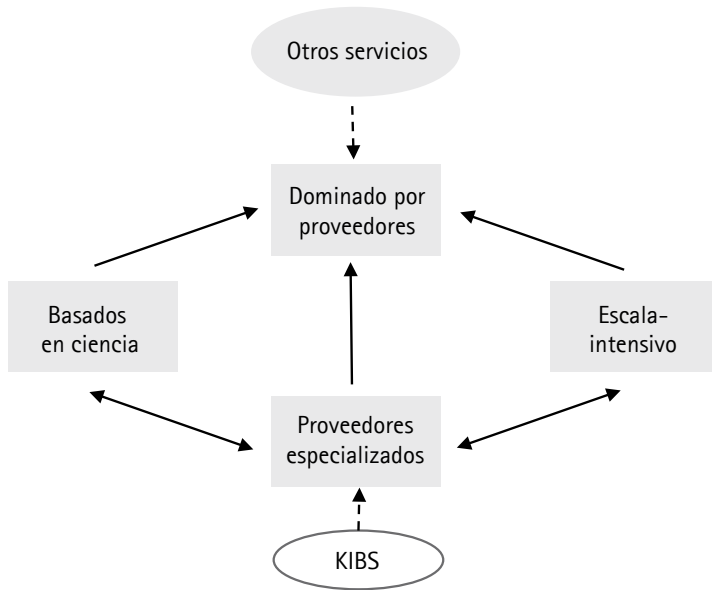 Otros servicios
Dominado por
proveedores
Basados
en ciencia
Escala-
intensivo
Proveedores
especializados
KIBS